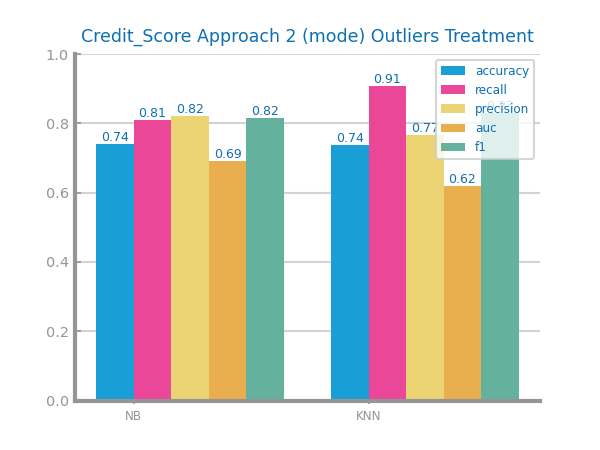 Credit_Score Approach 2 (mode) Outliers Treatment
1.0
0.8
0.6
0.4
0.2
0.0
0.74
0.81
0.82
0.69
0.82
0.74
0.91
0.77
0.62
accuracy
recall
precision
auc
f1
NB
KNN